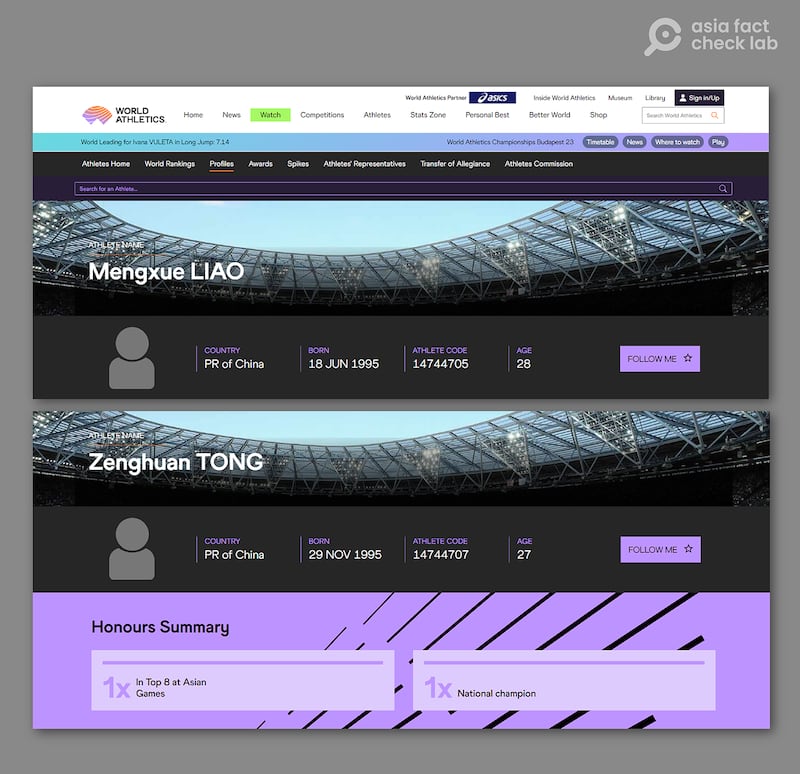 asia fact
check lab
World Athletics Partner asics Inside World Athletics Museum Library Sign in/Up
WORLD
ATHLETICS
Home News Watch Competitions Athletes Stats Zone Personal Best Better World Shop Search World Athletics
World Leading for Ivana VULETA in Long Jump: 7.14 World Athletics Championships Budapest 23 Timetable News Where to watch Play
Athletes Home World Rankings Profiles Awards Spikes Athletes' Representatives Transfer of Allegiance Athletes Commission
Search for an Athlete...
ATHLETE NAME
Mengxue LIAO
COUNTRY BORN ATHLETE CODE AGE
PR of China 18 JUN 1995 14744705 28
FOLLOW ME
ATHLETE NAME
Zenghuan TONG
COUNTRY BORN ATHLETE CODE AGE
PR of China 29 NOV 1995 14744707 27
FOLLOW ME
Honours Summary
1x In Top 8 at Asian
Games
1x National champion